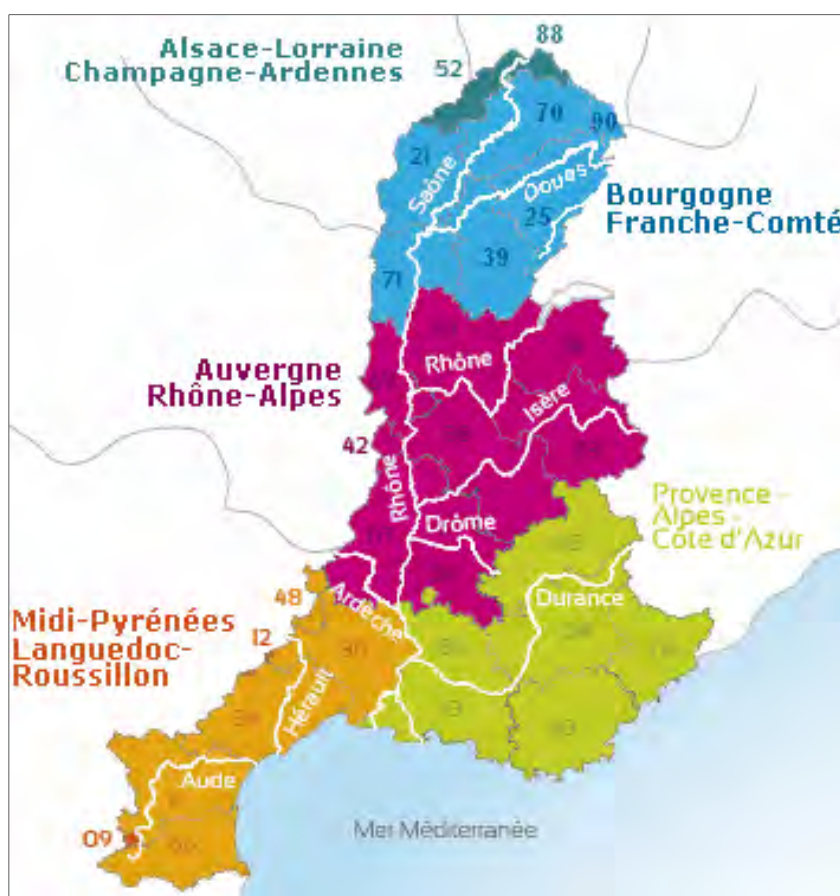 Alsace-Lorraine
Champagne-Ardennes
88
52
70
90
21
Saône
Doubs
25
Bourgogne
Franche-Comté
39
71
Auvergne
Rhône-Alpes
Rhône
Isère
42
Rhône
Drôme
Provence -
Alpes -
Côte d'Azur
Ardèche
Durance
48
Midi-Pyrénées
Languedoc-
Roussillon
12
30
Hérault
13
Aude
09
66
Mer Méditerranée